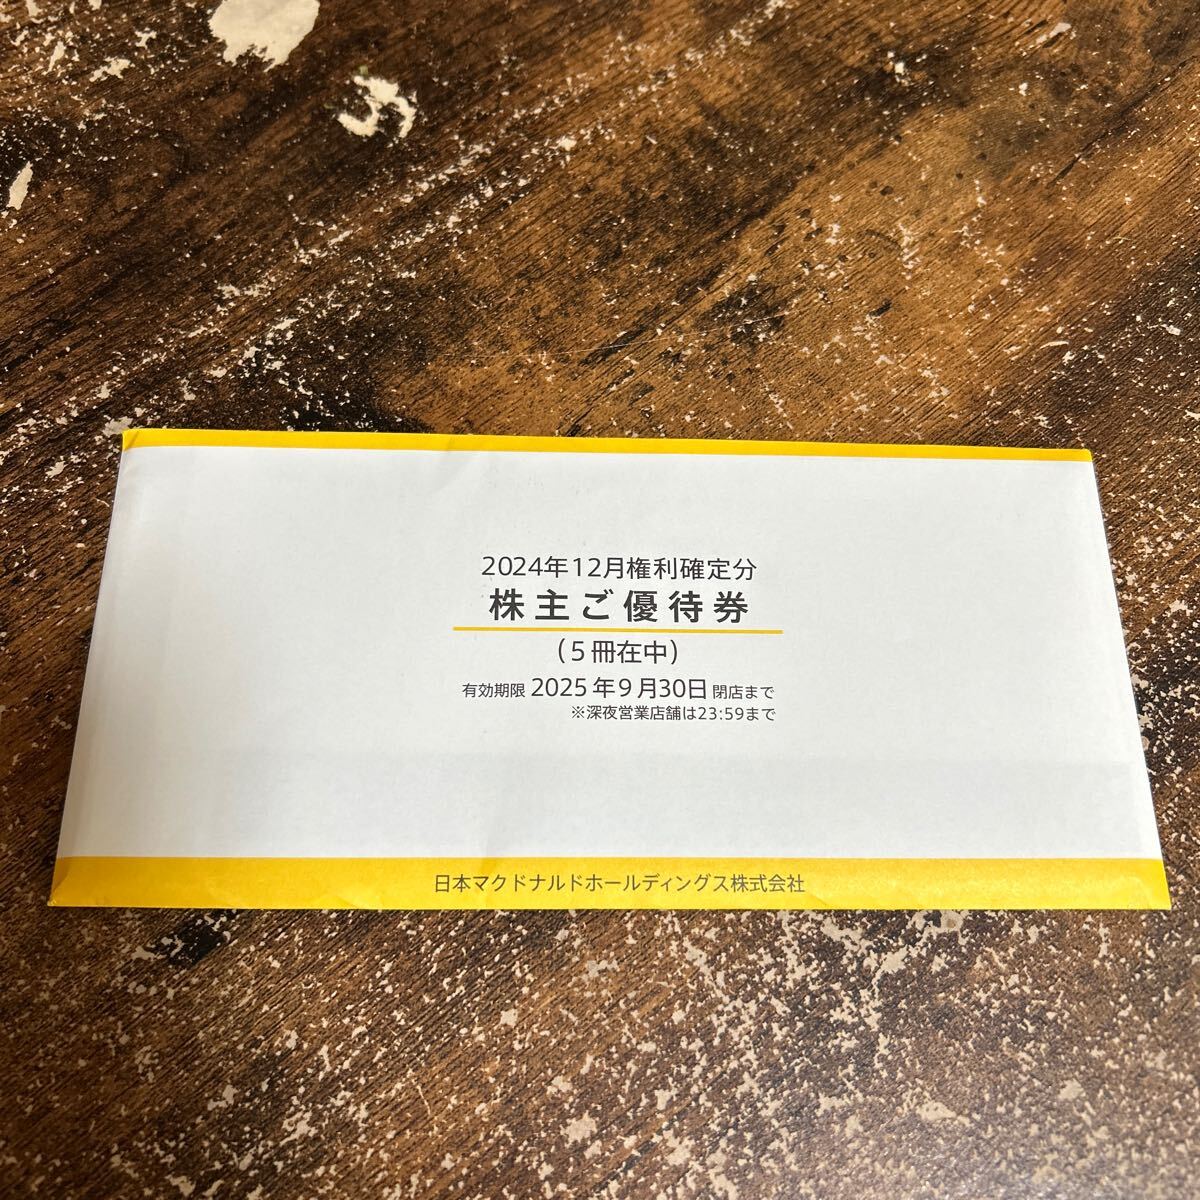 2024年12月権利確定分
株主ご優待券
（5冊在中）
有効期限 2025年9月30日 閉店まで
※深夜営業店舗は23:59まで
日本マクドナルドホールディングス株式会社